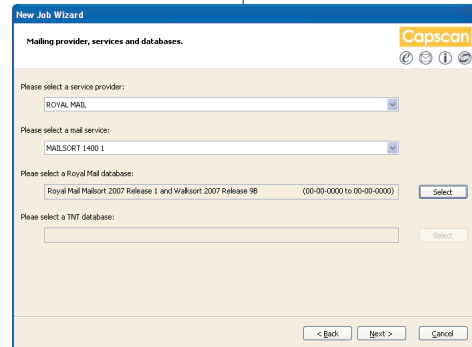 New Job Wizard
Mailing provider, services and databases.
Capscan
Please select a service provider:
ROYAL MAIL
Please select a mail service:
MAILSORT 1400 1
Please select a Royal Mail database:
Royal Mail Mailsort 2007 Release 1 and Walksort 2007 Release 9B (00-00-0000 to 00-00-0000) Select
Please select a TNT database:
Select
< Back Next > Cancel